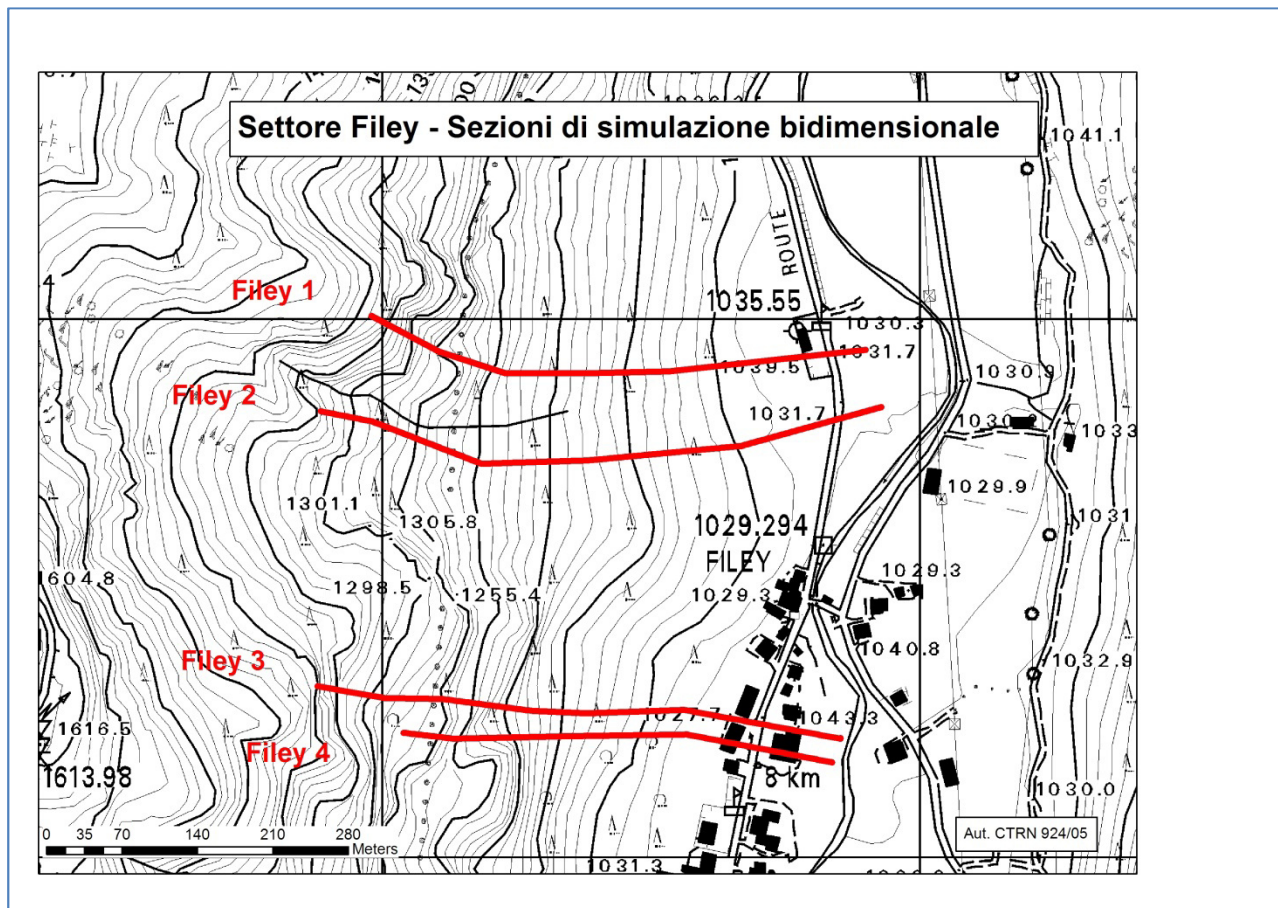 1041.1
Settore Filey - Sezioni di simulazione bidimensionale
ROUTE
Filey 1
4
1035.55
1030.3
1031.7
1039.5
1030.9
Filey 2
1031.7
1033
1029.9
1301.1
1305.8
1029.294
1031
FILEY
1604.8
1298.5
1255.4
1029.3
1029.3
1040.8
Filey 3
1032.9
1027.7
1043.3
1616.5
Filey 4
1613.98
8 km
1030.0
0 35 70 140 210 280
Meters
Aut. CTRN 924/05
1031.3